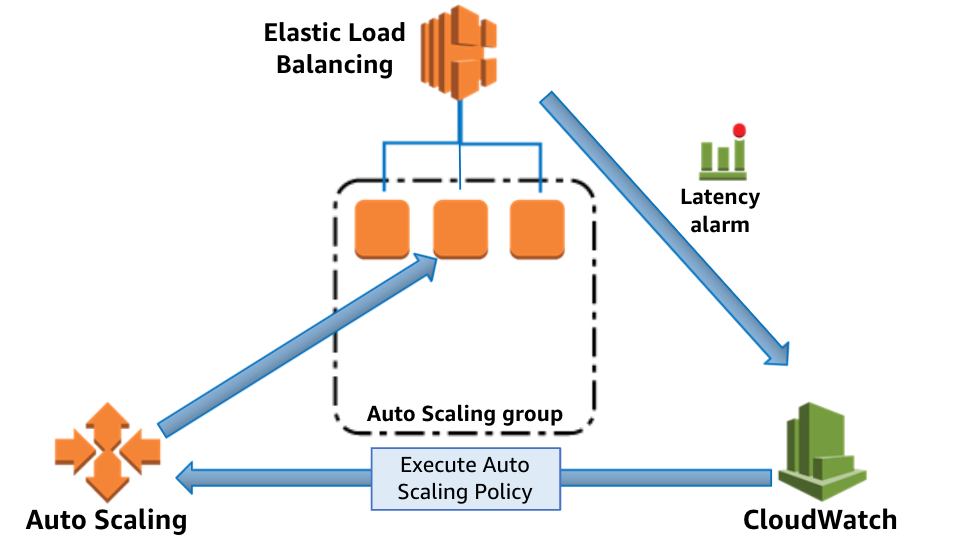 Elastic Load
Balancing
Latency
alarm
Auto Scaling group
Execute Auto
Scaling Policy
Auto Scaling
CloudWatch